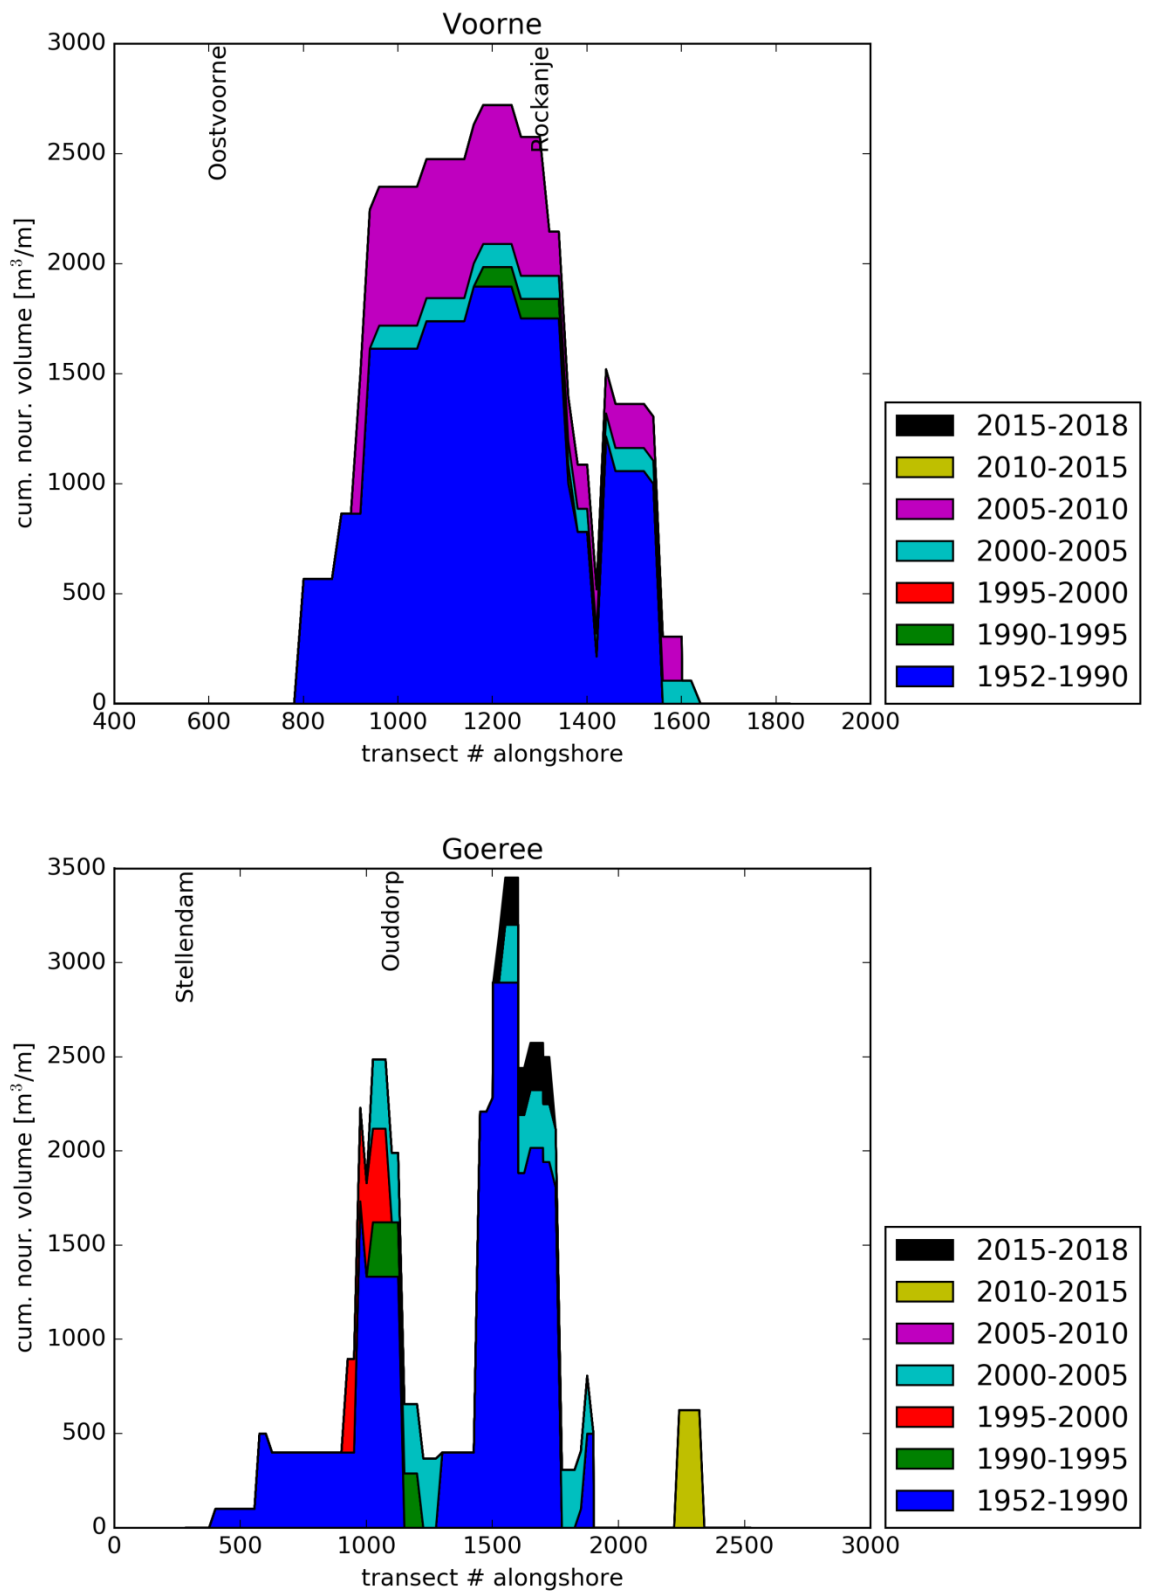 Voorne
3000
2500
2000
1500
1000
500
0
cum. nour. volume [m³/m]
Oostvoorne
Rockanje
400 600 800 1000 1200 1400 1600 1800 2000
transect # alongshore
2015-2018
2010-2015
2005-2010
2000-2005
1995-2000
1990-1995
1952-1990
Goeree
3500
3000
2500
2000
1500
1000
500
0
cum. nour. volume [m³/m]
Stellendam
Ouddorp
0 500 1000 1500 2000 2500 3000
transect # alongshore
2015-2018
2010-2015
2005-2010
2000-2005
1995-2000
1990-1995
1952-1990